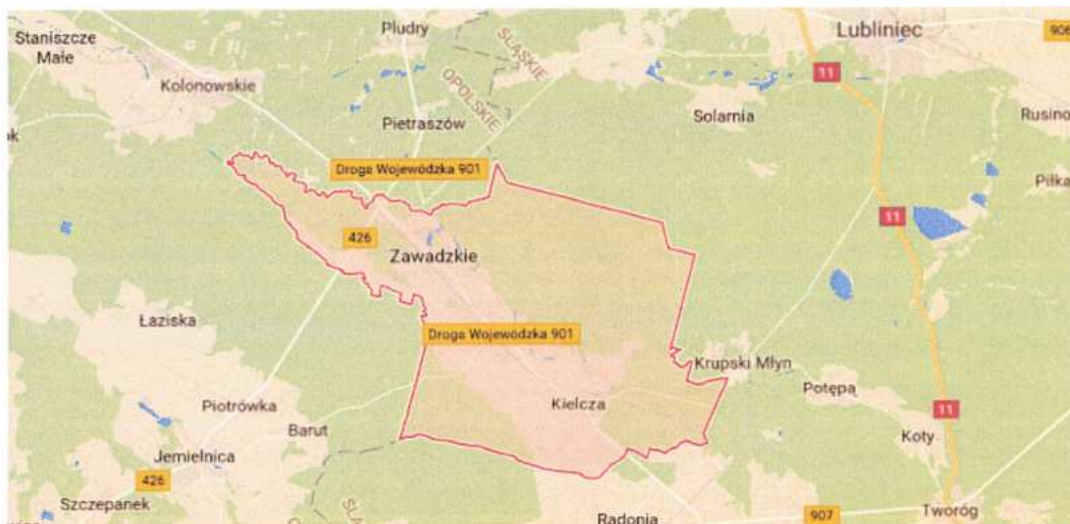 Staniszcze
Małe
Pludry
ŚLĄSKIE
OPOLSKIE
Lubliniec
906
11
Kolonowskie
Pietraszów
Solarnia
Rusino
Droga Wojewódzka 901
Piłka
11
426
Zawadzkie
Łaziska
Droga Wojewódzka 901
Krupski Młyn
Potępa
Piotrówka
Kielcza
11
Barut
Koty
Jemielnica
426
Szczepanek
Radonia
907
Tworóg